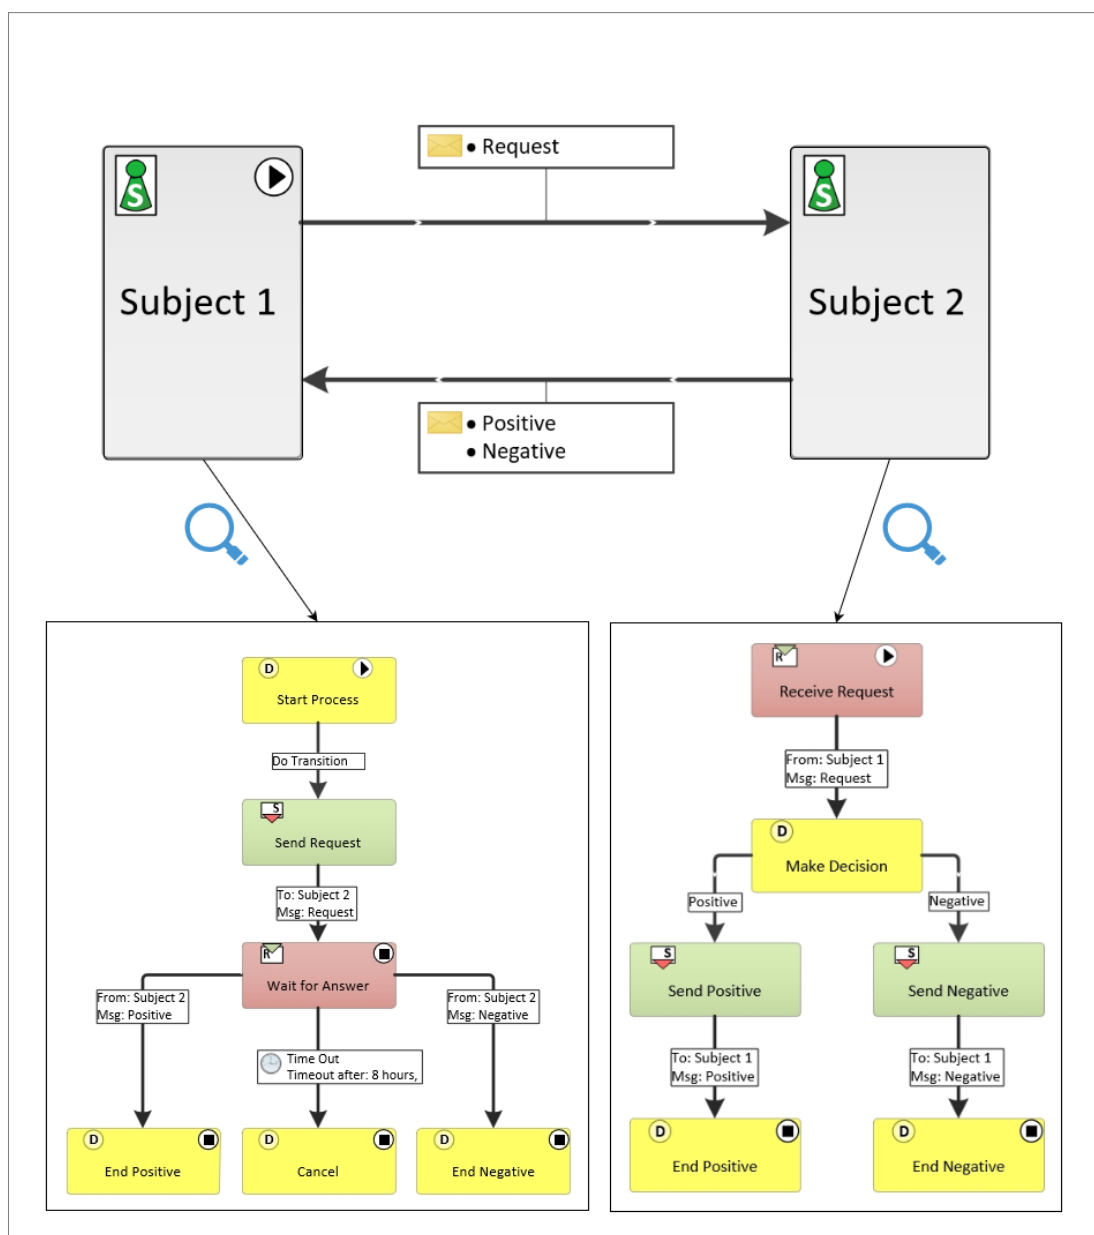 • Request
S
S
Subject 1
Subject 2
• Positive
• Negative
D
Start Process
Do Transition
S
Send Request
To: Subject 2
Msg: Request
R
Wait for Answer
From: Subject 2
Msg: Positive
From: Subject 2
Msg: Negative
Time Out
Timeout after: 8 hours,
D
End Positive
D
Cancel
D
End Negative
R
Receive Request
From: Subject 1
Msg: Request
D
Make Decision
Positive
Negative
S
Send Positive
S
Send Negative
To: Subject 1
Msg: Positive
To: Subject 1
Msg: Negative
D
End Positive
D
End Negative